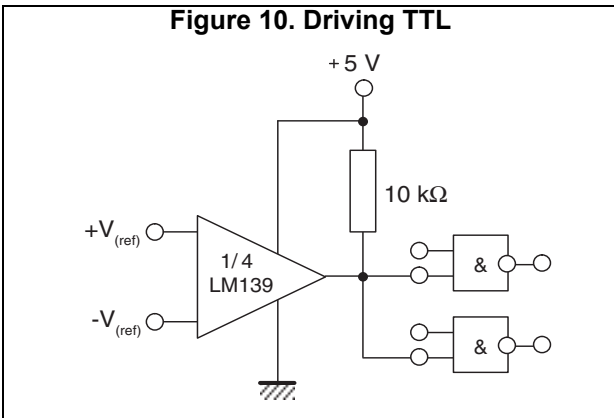 Figure 10. Driving TTL
+5 V
10 kΩ
+V(ref)
1/4
LM139
-V(ref)
&
&